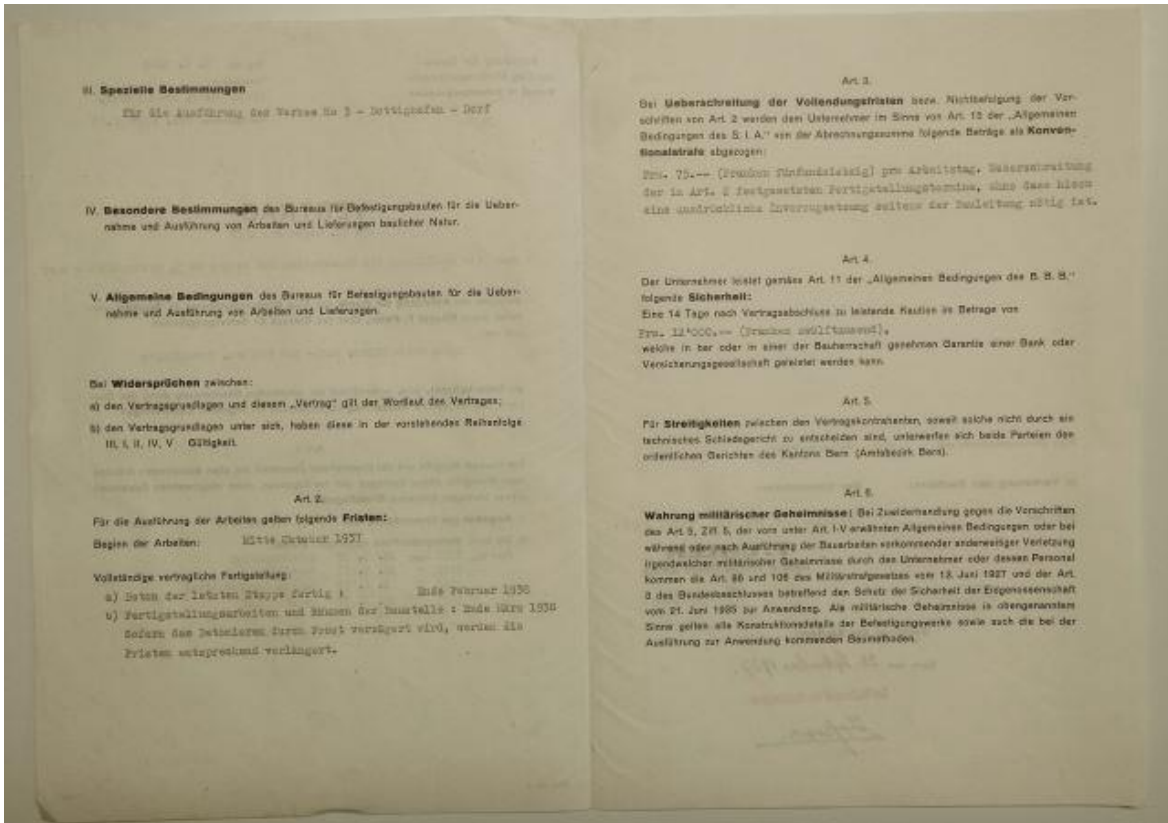 III. Spezielle Bestimmungen
für die Ausführung des Werkes No 5 - Bottighofen - Dorf
IV. Besondere Bestimmungen des Bureaus für Befestigungsbauten für die Ueber-
nahme und Ausführung von Arbeiten und Lieferungen baulicher Natur.
V. Allgemeine Bedingungen des Bureaus für Befestigungsbauten für die Ueber-
nahme und Ausführung von Arbeiten und Lieferungen.
Bei Widersprüchen zwischen:
a) den Vertragsgrundlagen und diesem „Vertrag“ gilt der Wortlaut des Vertrages;
b) den Vertragsgrundlagen unter sich, haben diese in der vorstehenden Reihenfolge
III, I, II, IV, V Gültigkeit.
Art. 2.
Für die Ausführung der Arbeiten gelten folgende Fristen:
Beginn der Arbeiten: Mitte Oktober 1937
Vollständige vertragliche Fertigstellung:
a) Beton der letzten Etappe fertig : Ende Februar 1938
b) Fertigstellungsarbeiten und Räumen der Baustelle : Ende März 1938
Sofern das Betonieren durch Frost verzögert wird, werden die
Fristen entsprechend verlängert.
Art. 3.
Bei Ueberschreitung der Vollendungsfristen bezw. Nichtbefolgung der Vor-
schriften von Art. 2 werden dem Unternehmer im Sinne von Art. 13 der „Allgemeinen
Bedingungen des S. I. A.“ von der Abrechnungssumme folgende Beträge als Konven-
tionalstrafe abgezogen:
Frs. 75.-- (Franken fünfundsiebzig) pro Arbeitstag, Ueberschreitung
der in Art. 2 festgesetzten Fertigstellungstermine, ohne dass hiezu
eine ausdrückliche Inverzugsetzung seitens der Bauleitung nötig ist.
Art. 4.
Der Unternehmer leistet gemäss Art. 11 der „Allgemeinen Bedingungen des B. B. B.“
folgende Sicherheit:
Eine 14 Tage nach Vertragsabschluss zu leistende Kaution im Betrage von
Frs. 12'000.-- (Franken zwölftausend),
welche in bar oder in einer der Bauherrschaft genehmen Garantie einer Bank oder
Versicherungsgesellschaft geleistet werden kann.
Art. 5.
Für Streitigkeiten zwischen den Vertragskontrahenten, soweit solche nicht durch ein
technisches Schiedsgericht zu entscheiden sind, unterwerfen sich beide Parteien den
ordentlichen Gerichten des Kantons Bern (Amtsbezirk Bern).
Art. 6.
Wahrung militärischer Geheimnisse: Bei Zuwiderhandlung gegen die Vorschriften
des Art. 5, Ziff. 5, der vorn unter Art. I-V erwähnten Allgemeinen Bedingungen oder bei
während oder nach Ausführung der Bauarbeiten vorkommender anderweitiger Verletzung
irgendwelcher militärischer Geheimnisse durch den Unternehmer oder dessen Personal
kommen die Art. 86 und 106 des Militärstrafgesetzes vom 13. Juni 1927 und der Art.
3 des Bundesbeschlusses betreffend den Schutz der Sicherheit der Eidgenossenschaft
vom 21. Juni 1935 zur Anwendung. Als militärische Geheimnisse in obengenanntem
Sinne gelten alle Konstruktionsdetails der Befestigungswerke sowie auch die bei der
Ausführung zur Anwendung kommenden Baumethoden.